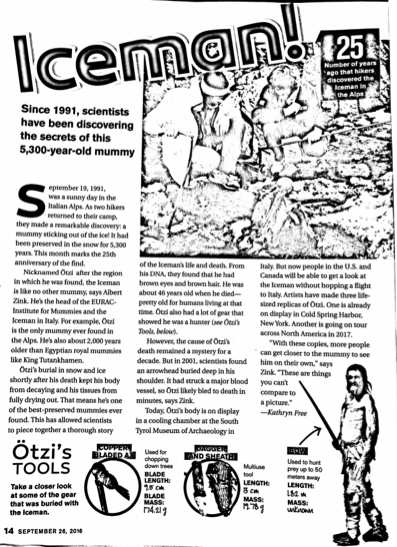 Iceman!
25
Number of years
ago that hikers
discovered the
Iceman in
the Alps
Since 1991, scientists
have been discovering
the secrets of this
5,300-year-old mummy
September 19, 1991,
was a sunny day in the
Italian Alps. As two hikers
returned to their camp,
they made a remarkable discovery: a
mummy sticking out of the ice! It had
been preserved in the snow for 5,300
years. This month marks the 25th
anniversary of the find.
Nicknamed Ötzi after the region
in which he was found, the Iceman
is like no other mummy, says Albert
Zink. He's the head of the EURAC-
Institute for Mummies and the
Iceman in Italy. For example, Ötzi
is the only mummy ever found in
the Alps. He's also about 2,000 years
older than Egyptian royal mummies
like King Tutankhamen.
Ötzi's burial in snow and ice
shortly after his death kept his body
from decaying and his tissues from
fully drying out. That means he's one
of the best-preserved mummies ever
found. This has allowed scientists
to piece together a thorough story
of the Iceman's life and death. From
his DNA, they found that he had
brown eyes and brown hair. He was
about 46 years old when he died—
pretty old for humans living at that
time. Ötzi also had a lot of gear that
showed he was a hunter (see Ötzi's
Tools, below).
However, the cause of Ötzi's
death remained a mystery for a
decade. But in 2001, scientists found
an arrowhead buried deep in his
shoulder. It had struck a major blood
vessel, so Ötzi likely bled to death in
minutes, says Zink.
Today, Ötzi's body is on display
in a cooling chamber at the South
Tyrol Museum of Archaeology in
Italy. But now people in the U.S. and
Canada will be able to get a look at
the Iceman without hopping a flight
to Italy. Artists have made three life-
sized replicas of Ötzi. One is already
on display in Cold Spring Harbor,
New York. Another is going on tour
across North America in 2017.
"With these copies, more people
can get closer to the mummy to see
him on their own," says
Zink. "These are things
you can't
compare to
a picture."
—Kathryn Free
Ötzi's
TOOLS
Take a closer look
at some of the gear
that was buried with
the Iceman.
COPPER-
BLADED AX
Used for
chopping
down trees
BLADE
LENGTH:
9.5 cm
BLADE
MASS:
174.21 g
DAGGER
AND SHEATH
Multiuse
tool
LENGTH:
13 cm
MASS:
BOW
Used to hunt
prey up to 50
meters away
LENGTH:
1.82 m
MASS:
unknown
14 SEPTEMBER 26, 2016